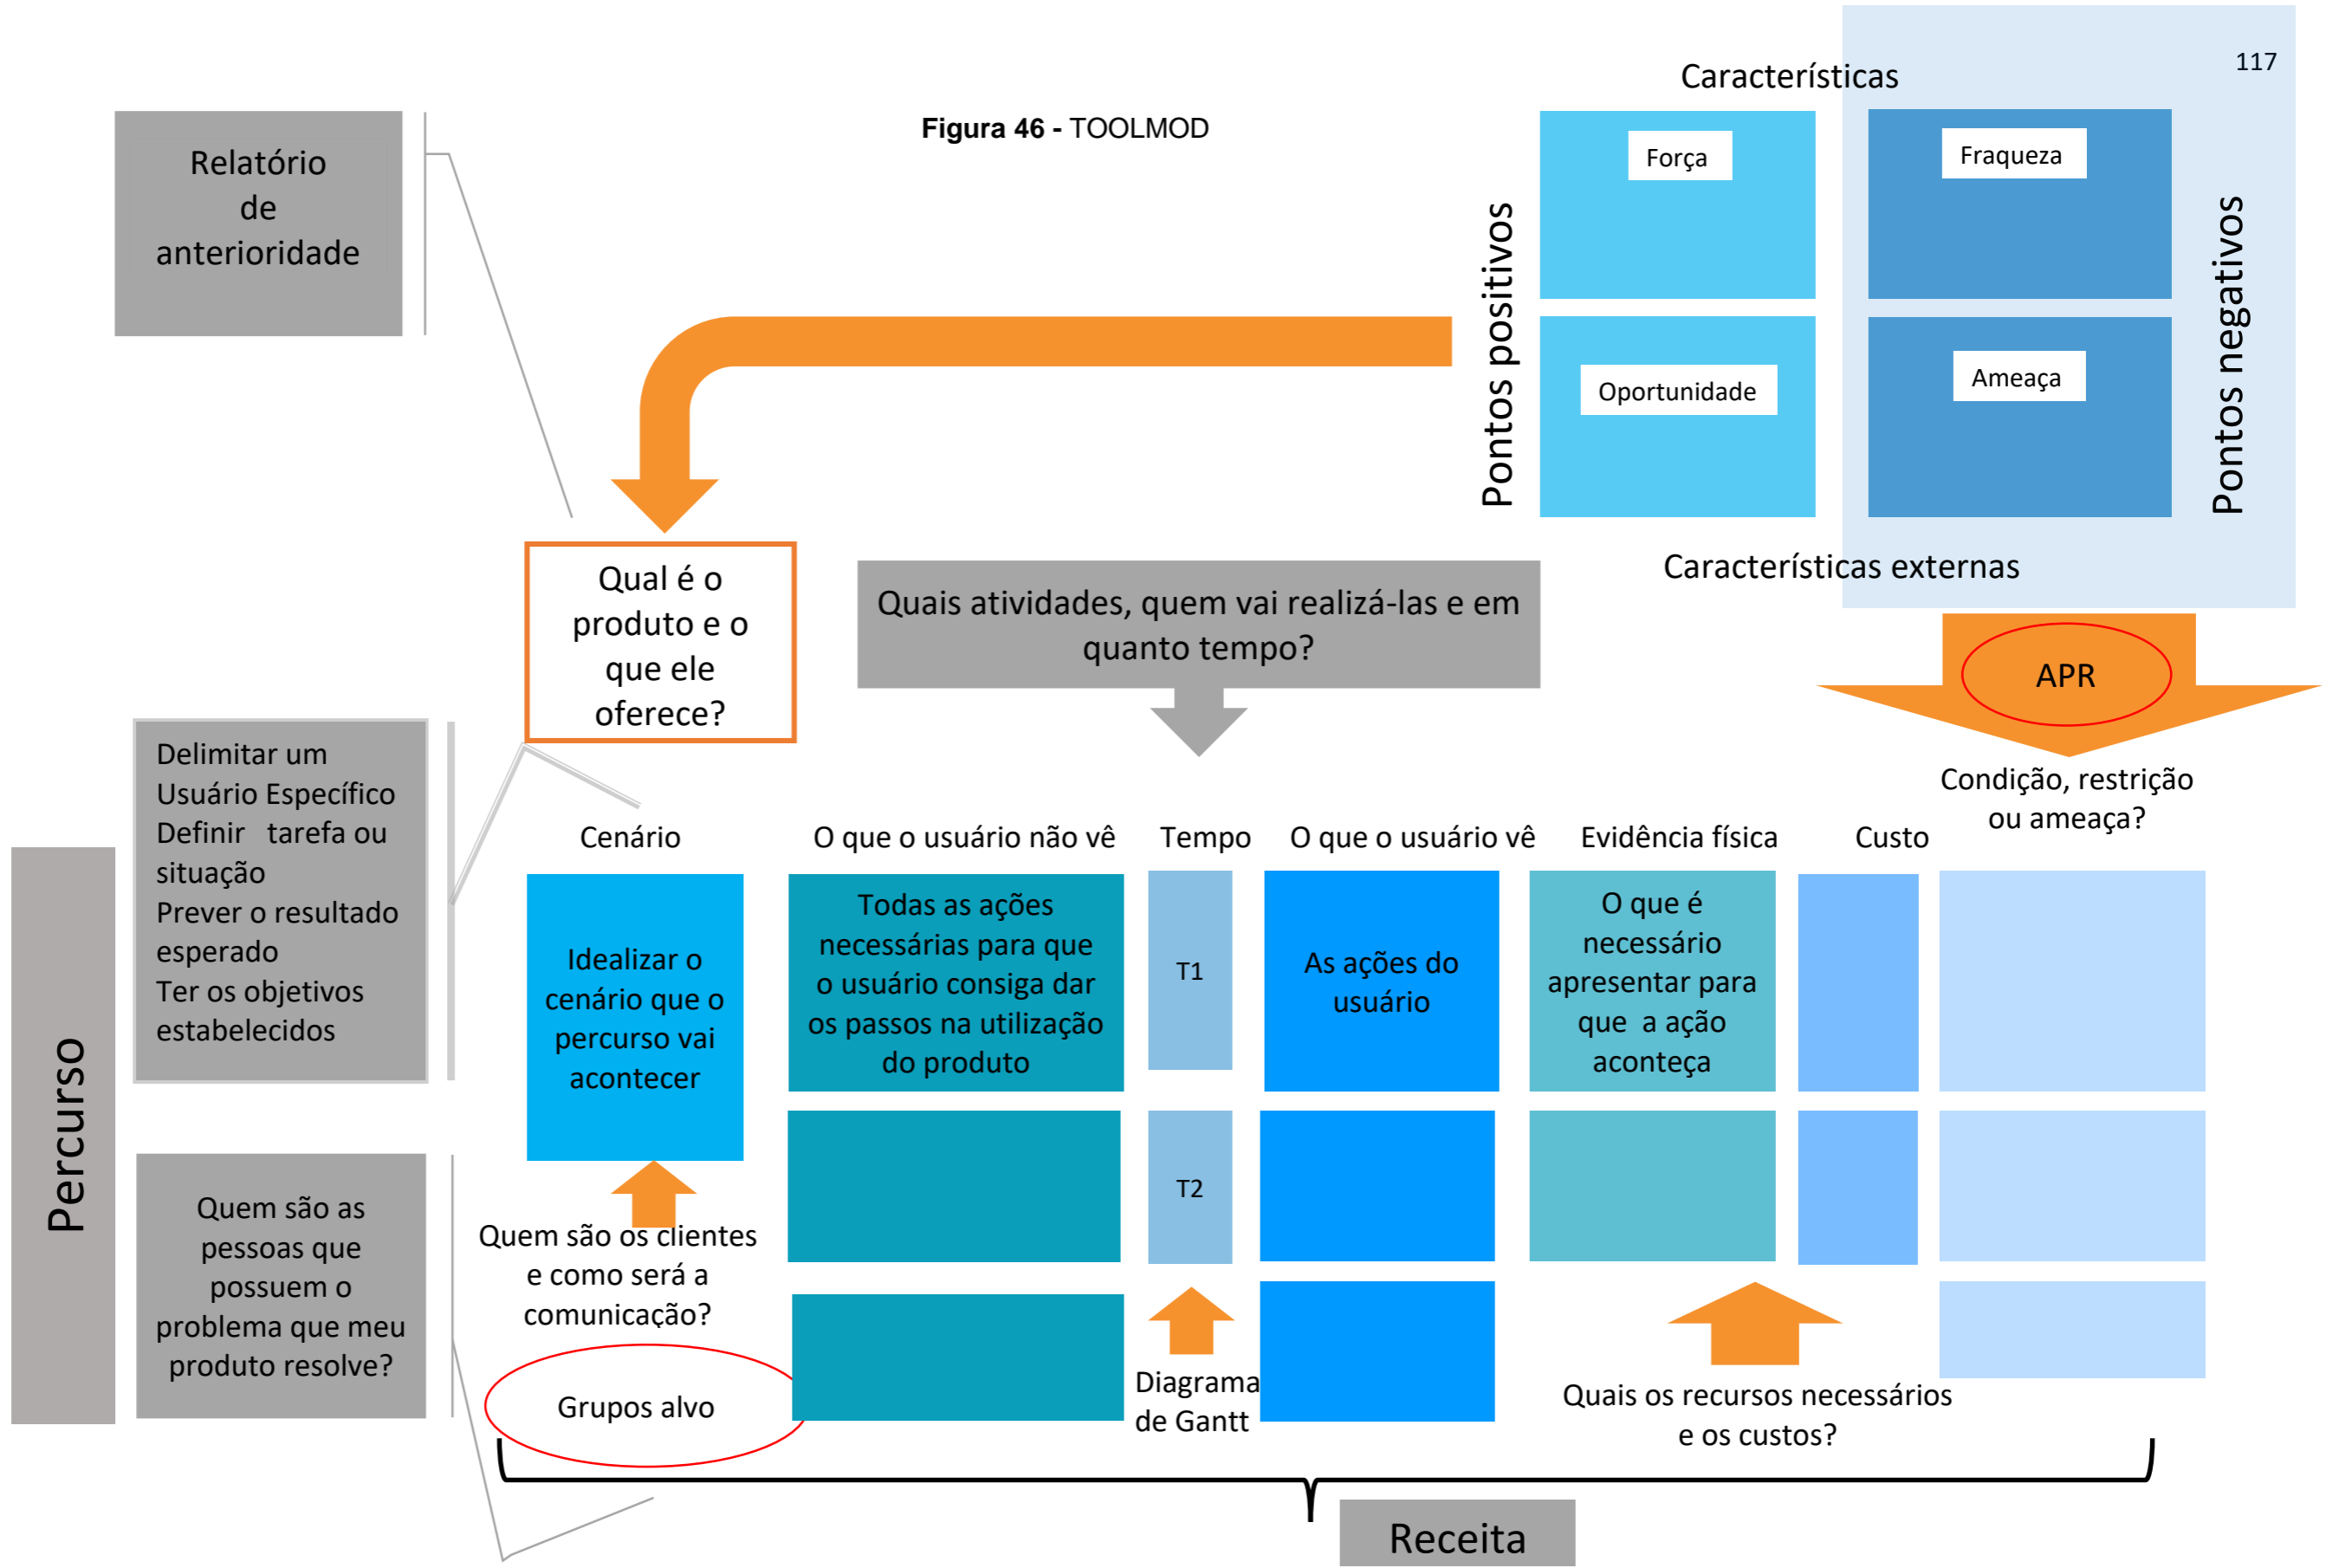 117
Figura 46 - TOOLMOD
Características
Força
Fraqueza
Oportunidade
Ameaça
Pontos positivos
Pontos negativos
Características externas
Relatório
de
anterioridade
Qual é o
produto e o
que ele
oferece?
Quais atividades, quem vai realizá-las e em
quanto tempo?
APR
Condição, restrição
ou ameaça?
Percurso
Delimitar um
Usuário Específico
Definir tarefa ou
situação
Prever o resultado
esperado
Ter os objetivos
estabelecidos
Quem são as
pessoas que
possuem o
problema que meu
produto resolve?
Cenário
O que o usuário não vê
Tempo
O que o usuário vê
Evidência física
Custo
Idealizar o
cenário que o
percurso vai
acontecer
Todas as ações
necessárias para que
o usuário consiga dar
os passos na utilização
do produto
T1
As ações do
usuário
O que é
necessário
apresentar para
que a ação
aconteça
T2
Quem são os clientes
e como será a
comunicação?
Grupos alvo
Diagrama
de Gantt
Quais os recursos necessários
e os custos?
Receita